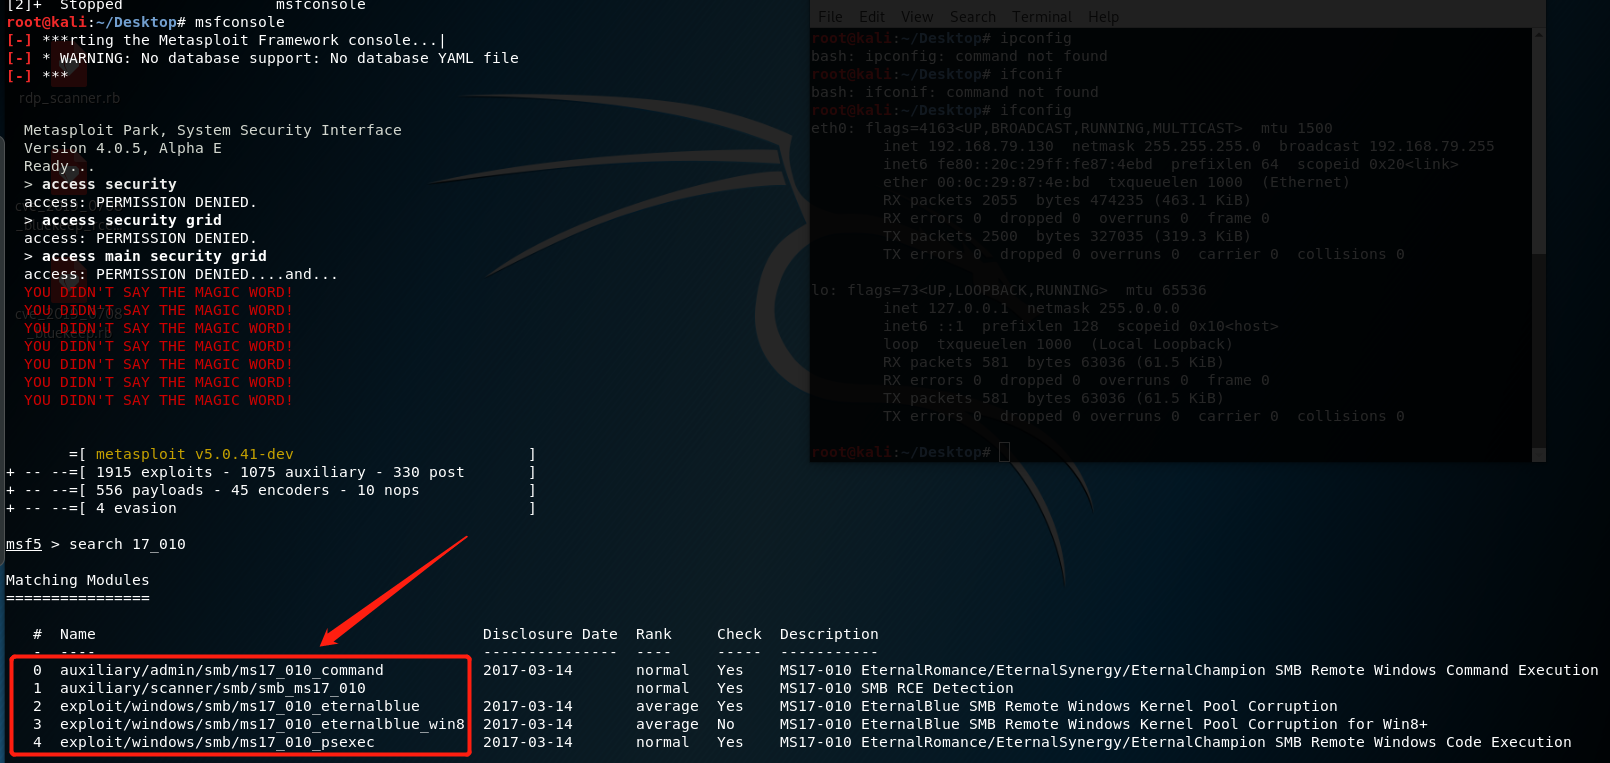 [2]+  Stopped                 msfconsole
root@kali:~/Desktop# msfconsole
[-] ***rting the Metasploit Framework console...|
[-] * WARNING: No database support: No database YAML file
[-] ***
rdp_scanner.rb
Metasploit Park, System Security Interface
Version 4.0.5, Alpha E
Ready...
> access security
access: PERMISSION DENIED.
> access security grid
access: PERMISSION DENIED.
> access main security grid
access: PERMISSION DENIED....and...
YOU DIDN'T SAY THE MAGIC WORD!
YOU DIDN'T SAY THE MAGIC WORD!
YOU DIDN'T SAY THE MAGIC WORD!
YOU DIDN'T SAY THE MAGIC WORD!
YOU DIDN'T SAY THE MAGIC WORD!
YOU DIDN'T SAY THE MAGIC WORD!
YOU DIDN'T SAY THE MAGIC WORD!
=[ metasploit v5.0.41-dev                          ]
+ -- --=[ 1915 exploits - 1075 auxiliary - 330 post       ]
+ -- --=[ 556 payloads - 45 encoders - 10 nops            ]
+ -- --=[ 4 evasion                                       ]
msf5 > search 17_010
Matching Modules
================
#  Name                                           Disclosure Date  Rank     Check  Description
-  ----                                           ---------------  ----     -----  -----------
0  auxiliary/admin/smb/ms17_010_command           2017-03-14       normal   Yes    MS17-010 EternalRomance/EternalSynergy/EternalChampion SMB Remote Windows Command Execution
1  auxiliary/scanner/smb/smb_ms17_010                              normal   Yes    MS17-010 SMB RCE Detection
2  exploit/windows/smb/ms17_010_eternalblue       2017-03-14       average  Yes    MS17-010 EternalBlue SMB Remote Windows Kernel Pool Corruption
3  exploit/windows/smb/ms17_010_eternalblue_win8  2017-03-14       average  No     MS17-010 EternalBlue SMB Remote Windows Kernel Pool Corruption for Win8+
4  exploit/windows/smb/ms17_010_psexec            2017-03-14       normal   Yes    MS17-010 EternalRomance/EternalSynergy/EternalChampion SMB Remote Windows Code Execution
File  Edit  View  Search  Terminal  Help
root@kali:~/Desktop# ipconfig
bash: ipconfig: command not found
root@kali:~/Desktop# ifconif
bash: ifconif: command not found
root@kali:~/Desktop# ifconfig
eth0: flags=4163<UP,BROADCAST,RUNNING,MULTICAST>  mtu 1500
inet 192.168.79.130  netmask 255.255.255.0  broadcast 192.168.79.255
inet6 fe80::20c:29ff:fe87:4ebd  prefixlen 64  scopeid 0x20<link>
ether 00:0c:29:87:4e:bd  txqueuelen 1000  (Ethernet)
RX packets 2055  bytes 474235 (463.1 KiB)
RX errors 0  dropped 0  overruns 0  frame 0
TX packets 2500  bytes 327035 (319.3 KiB)
TX errors 0  dropped 0 overruns 0  carrier 0  collisions 0
lo: flags=73<UP,LOOPBACK,RUNNING>  mtu 65536
inet 127.0.0.1  netmask 255.0.0.0
inet6 ::1  prefixlen 128  scopeid 0x10<host>
loop  txqueuelen 1000  (Local Loopback)
RX packets 581  bytes 63036 (61.5 KiB)
RX errors 0  dropped 0  overruns 0  frame 0
TX packets 581  bytes 63036 (61.5 KiB)
TX errors 0  dropped 0 overruns 0  carrier 0  collisions 0
root@kali:~/Desktop#